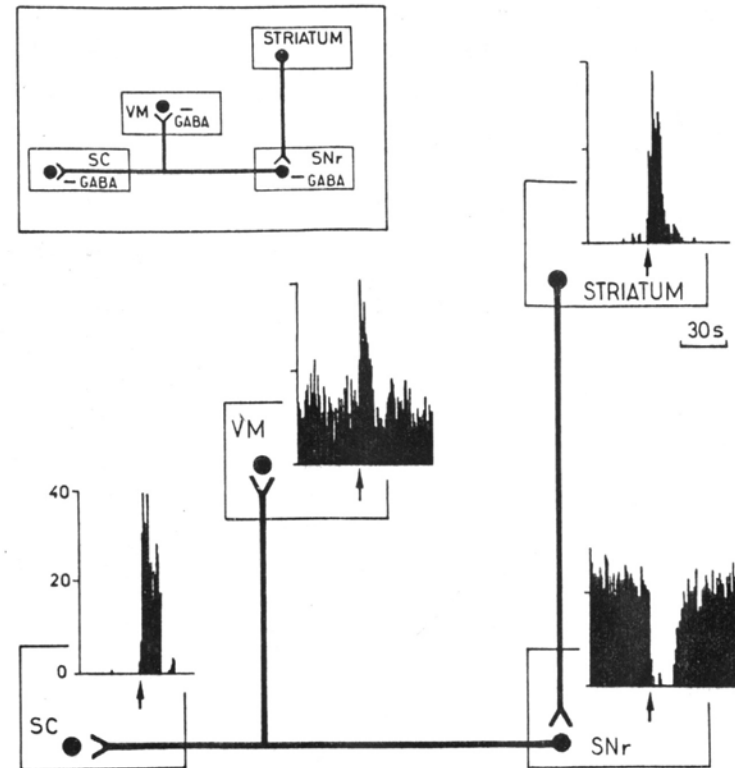 STRIATUM
VM
–
GABA
SC
– GABA
SNr
– GABA
STRIATUM
30s
VM
40
20
0
SC
SNr